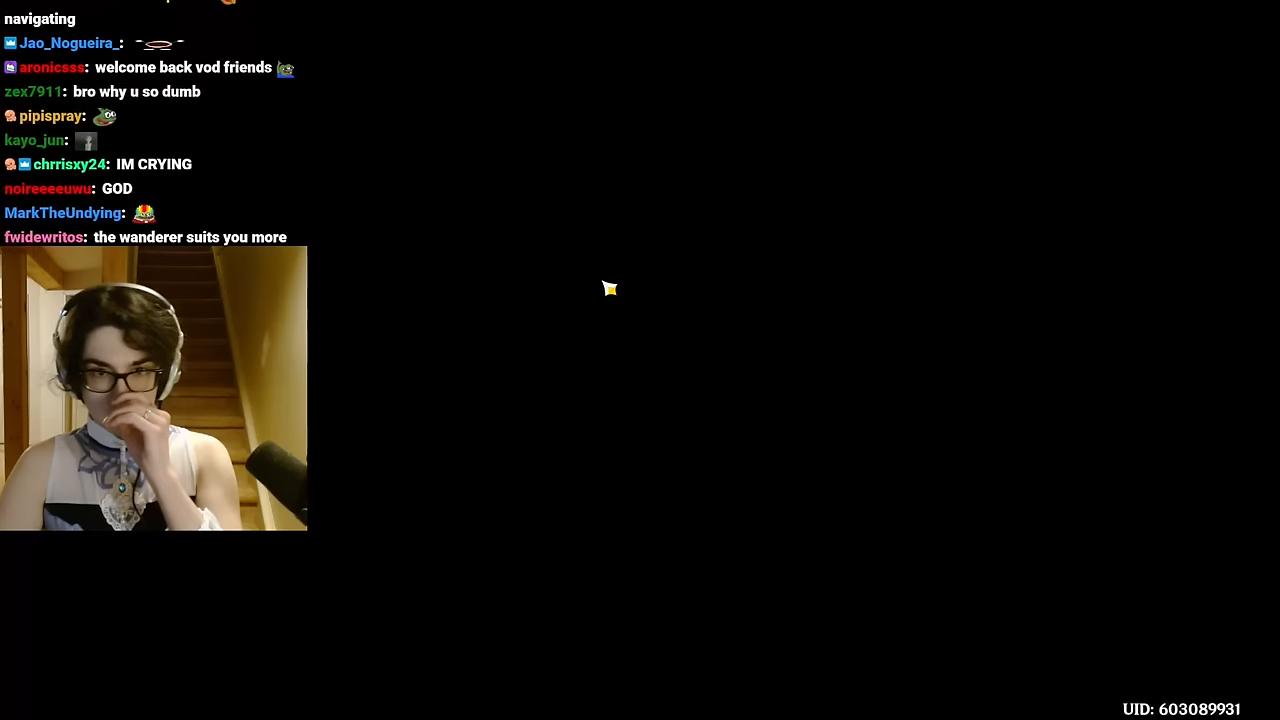 navigating
Jao_Nogueira_:
aronicsss: welcome back vod friends
zex7911: bro why u so dumb
pipispray:
kayo_jun:
chrrisxy24: IM CRYING
noireeeeuwu: GOD
MarkTheUndying:
fwidewritos: the wanderer suits you more
UID: 603089931